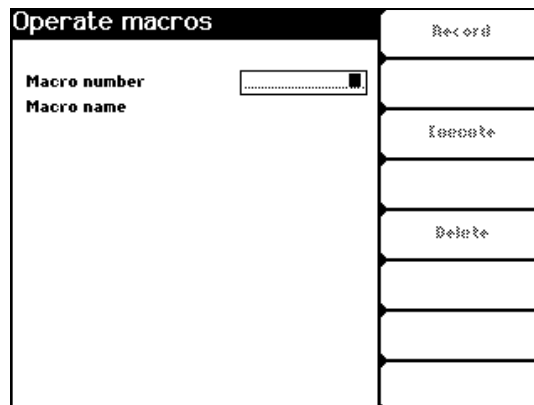 Operate macros
Macro number
Macro name
Record
Execute
Delete